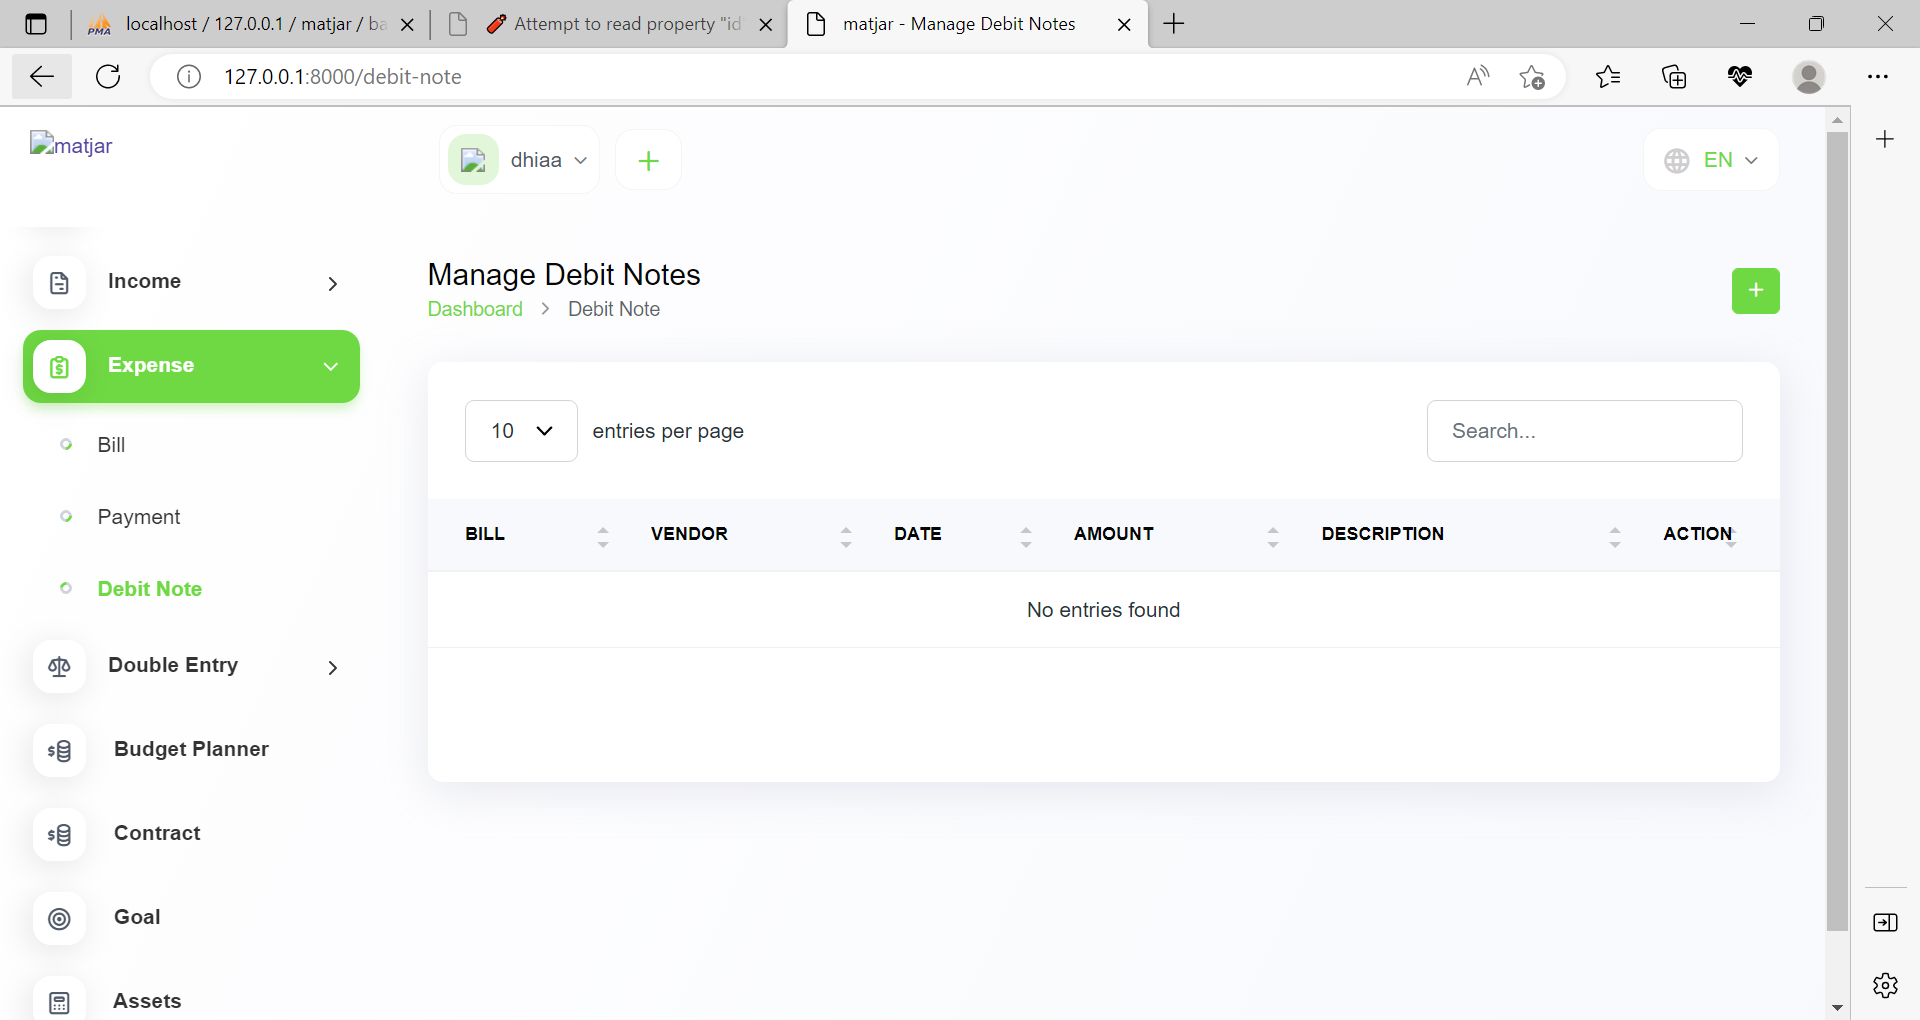 localhost / 127.0.0.1 / matjar / ba
Attempt to read property "id"
matjar - Manage Debit Notes
127.0.0.1:8000/debit-note
matjar
dhiaa
EN
Income
Expense
Bill
Payment
Debit Note
Double Entry
Budget Planner
Contract
Goal
Assets
Manage Debit Notes
Dashboard > Debit Note
10 entries per page
Search...
BILL VENDOR DATE AMOUNT DESCRIPTION ACTION
No entries found